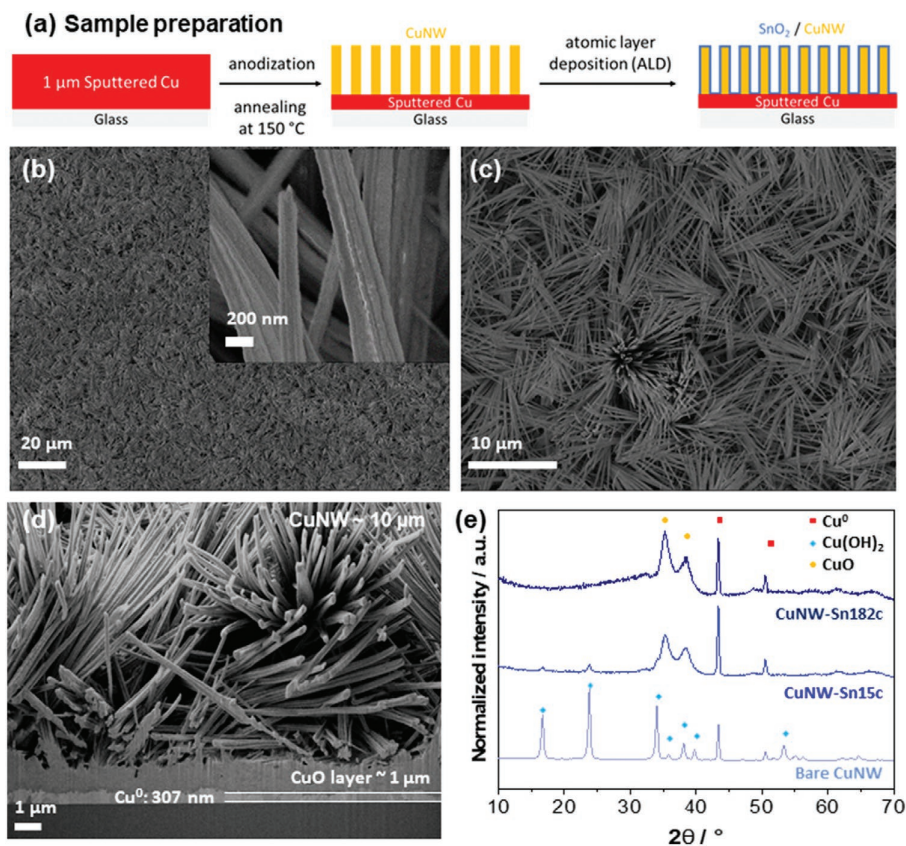 (a) Sample preparation
1 µm Sputtered Cu
Glass
anodization
annealing
at 150 °C
CuNW
Sputtered Cu
Glass
atomic layer
deposition (ALD)
SnO₂ / CuNW
Sputtered Cu
Glass
(b)
200 nm
20 µm
(c)
10 µm
(d)
CuNW ~ 10 µm
CuO layer ~ 1 µm
Cu⁰: 307 nm
1 µm
(e)
Normalized intensity / a.u.
Cu⁰
Cu(OH)₂
CuO
CuNW-Sn182c
CuNW-Sn15c
Bare CuNW
10 20 30 40 50 60 70
2θ / °